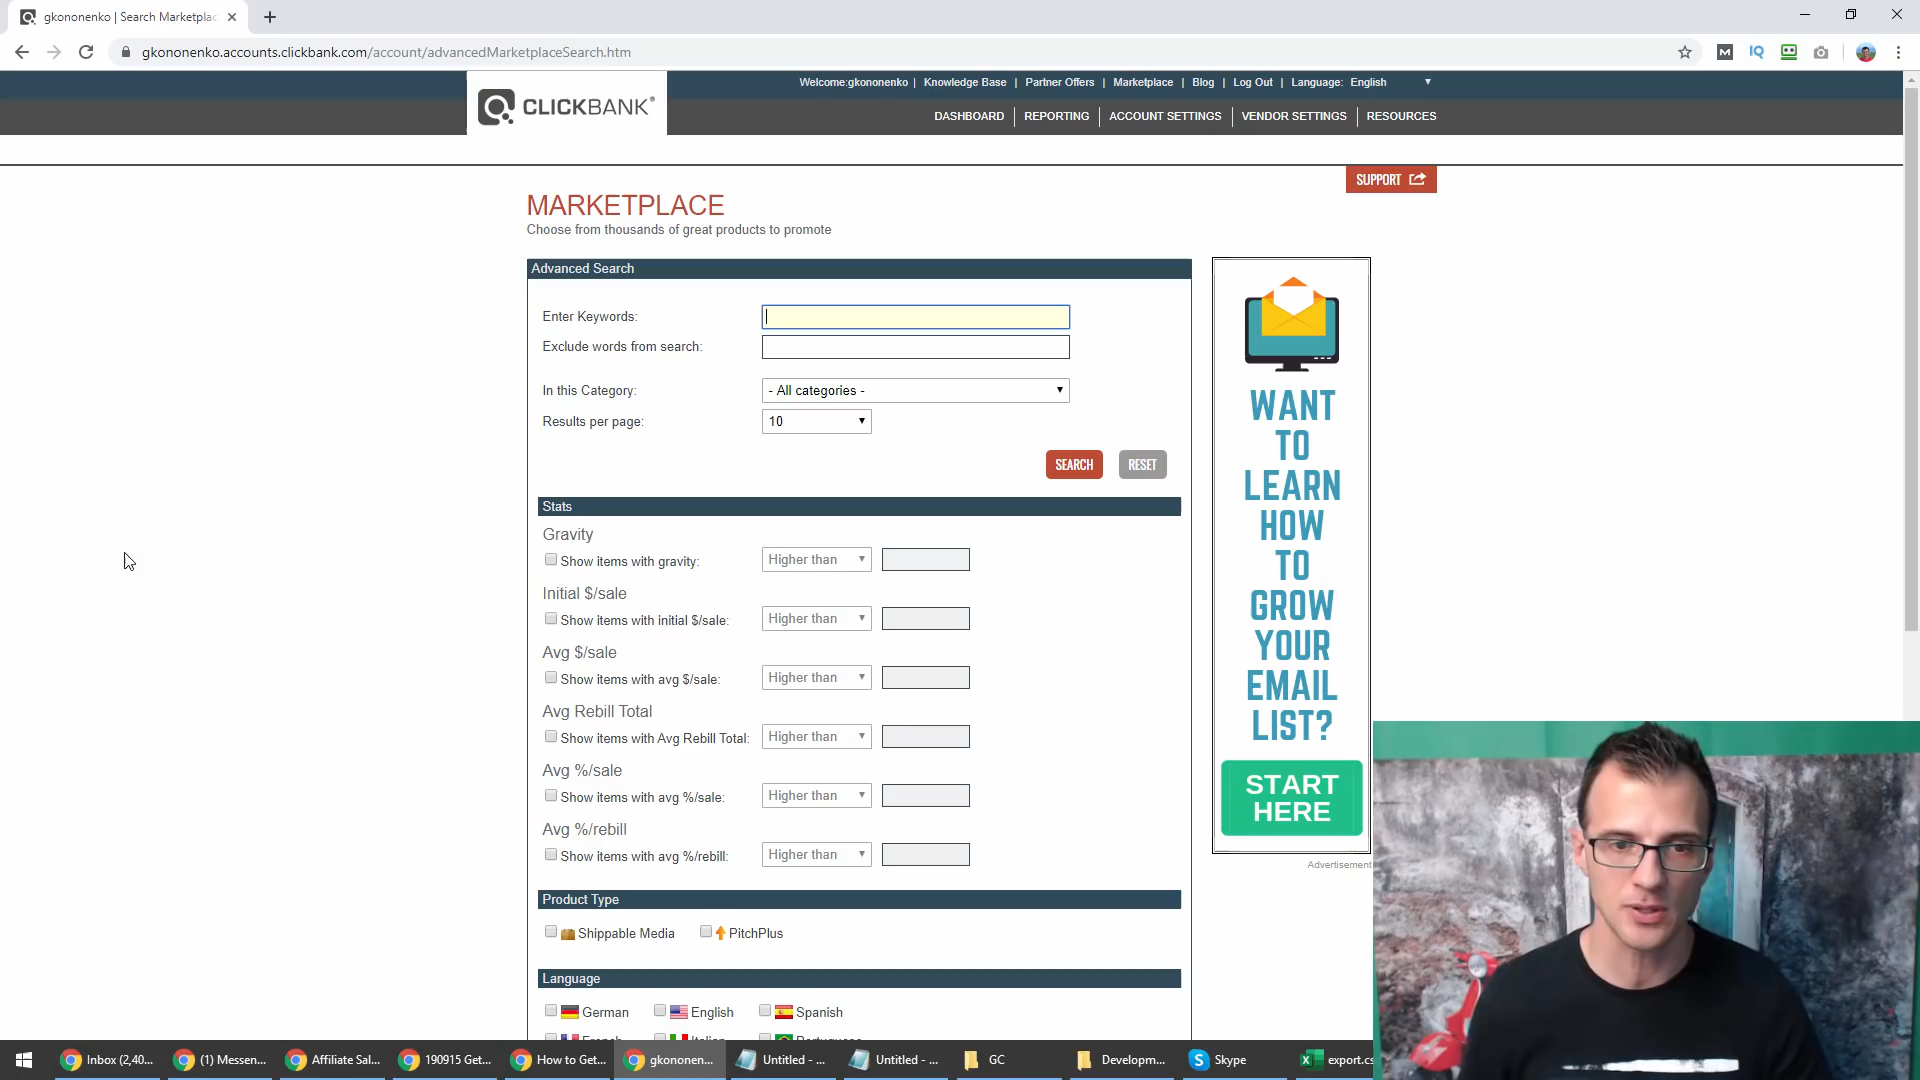 gkononenko | Search Marketplac
gkononenko.accounts.clickbank.com/account/advancedMarketplaceSearch.htm
Welcome:gkononenko | Knowledge Base | Partner Offers | Marketplace | Blog | Log Out | Language: English
CLICKBANK®
DASHBOARD | REPORTING | ACCOUNT SETTINGS | VENDOR SETTINGS | RESOURCES
SUPPORT
MARKETPLACE
Choose from thousands of great products to promote
Advanced Search
Enter Keywords:
Exclude words from search:
In this Category: - All categories -
Results per page: 10
SEARCH RESET
Stats
Gravity
Show items with gravity: Higher than
Initial $/sale
Show items with initial $/sale: Higher than
Avg $/sale
Show items with avg $/sale: Higher than
Avg Rebill Total
Show items with Avg Rebill Total: Higher than
Avg %/sale
Show items with avg %/sale: Higher than
Avg %/rebill
Show items with avg %/rebill: Higher than
Product Type
Shippable Media PitchPlus
Language
German English Spanish
WANT
TO
LEARN
HOW
TO
GROW
YOUR
EMAIL
LIST?
START
HERE
Advertisement
Inbox (2,40... (1) Messen... Affiliate Sal... 190915 Get... How to Get... gkononen... Untitled - ... Untitled - ... GC Developm... Skype export.cs